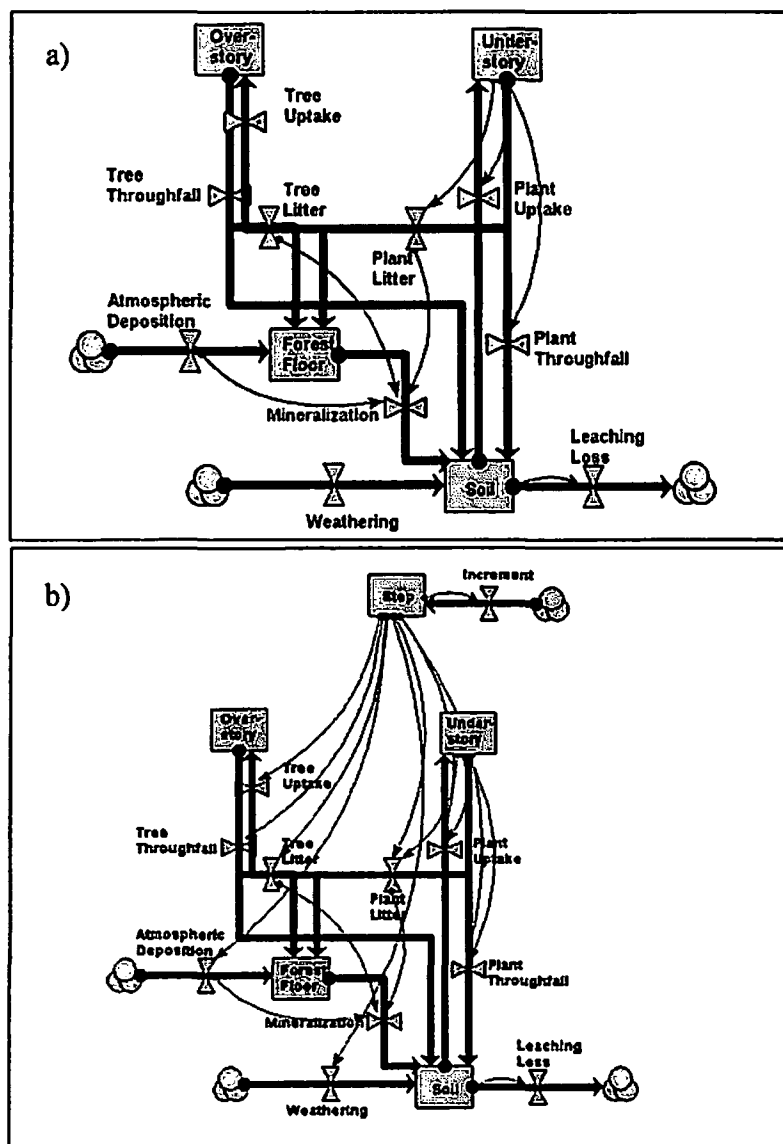 a)
Over-
story
Under-
story
Tree
Uptake
Tree
Throughfall
Tree
Litter
Plant
Uptake
Plant
Litter
Atmospheric
Deposition
Forest
Floor
Plant
Throughfall
Mineralization
Leaching
Loss
Soil
Weathering
b)
Step
Increment
Over-
story
Under-
story
Tree
Uptake
Tree
Throughfall
Tree
Litter
Plant
Uptake
Plant
Litter
Atmospheric
Deposition
Forest
Floor
Plant
Throughfall
Mineralization
Leaching
Loss
Soil
Weathering